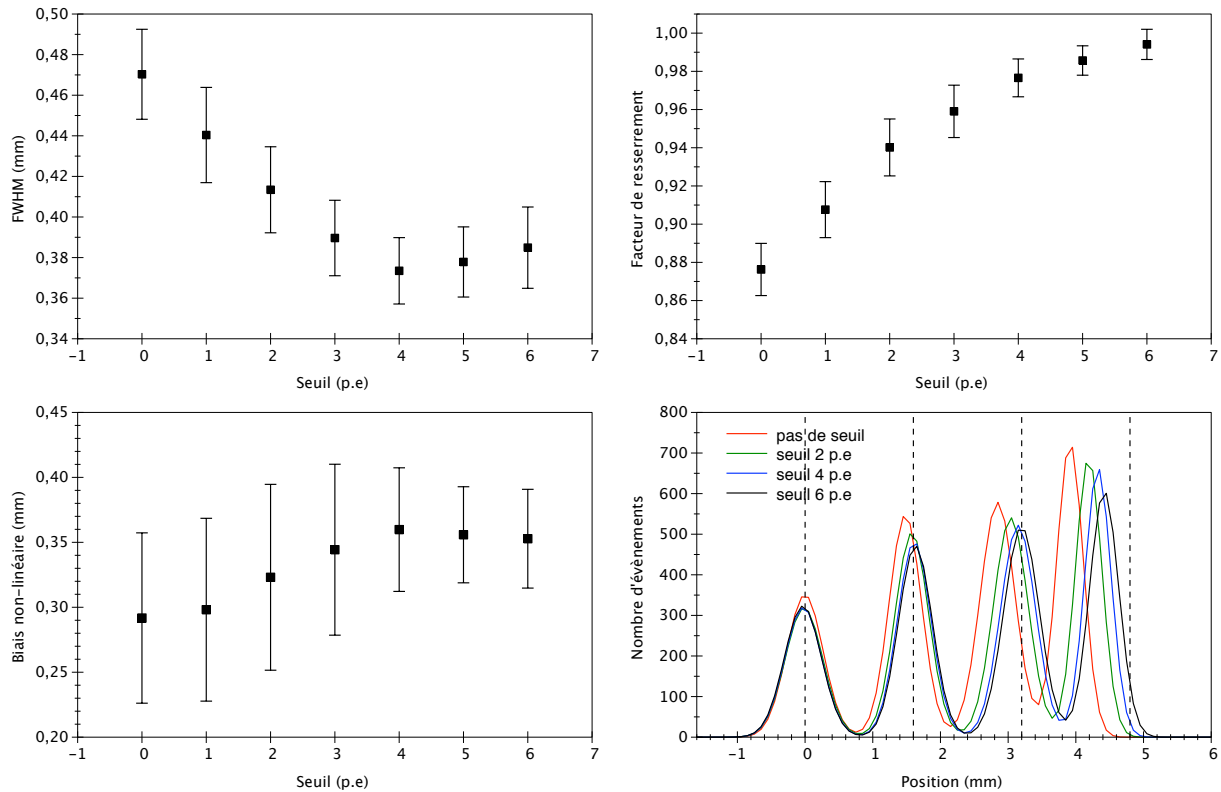 0,50
0,48
0,46
0,44
0,42
0,40
0,38
0,36
0,34
FWHM (mm)
−1 0 1 2 3 4 5 6 7
Seuil (p.e)
1,00
0,98
0,96
0,94
0,92
0,90
0,88
0,86
0,84
Facteur de resserrement
−1 0 1 2 3 4 5 6 7
Seuil (p.e)
0,45
0,40
0,35
0,30
0,25
0,20
Biais non−linéaire (mm)
−1 0 1 2 3 4 5 6 7
Seuil (p.e)
800
700
600
500
400
300
200
100
0
Nombre d'évènements
pas de seuil
seuil 2 p.e
seuil 4 p.e
seuil 6 p.e
−1 0 1 2 3 4 5 6
Position (mm)